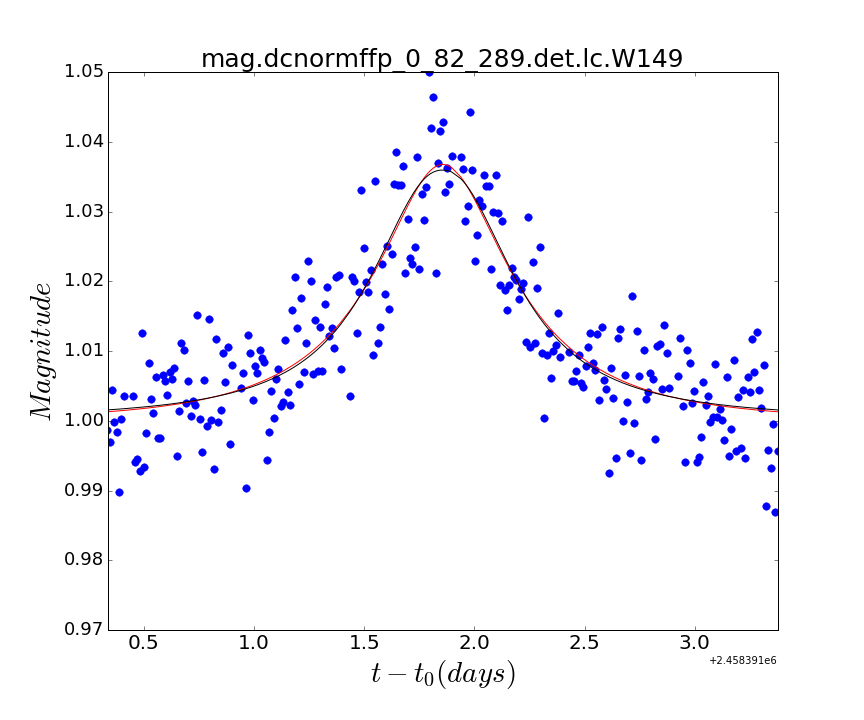 mag.dcnormffp_0_82_289.det.lc.W149
1.05
1.04
1.03
1.02
1.01
1.00
0.99
0.98
0.97
Magnitude
0.5 1.0 1.5 2.0 2.5 3.0
+2.458391e6
t − t₀(days)